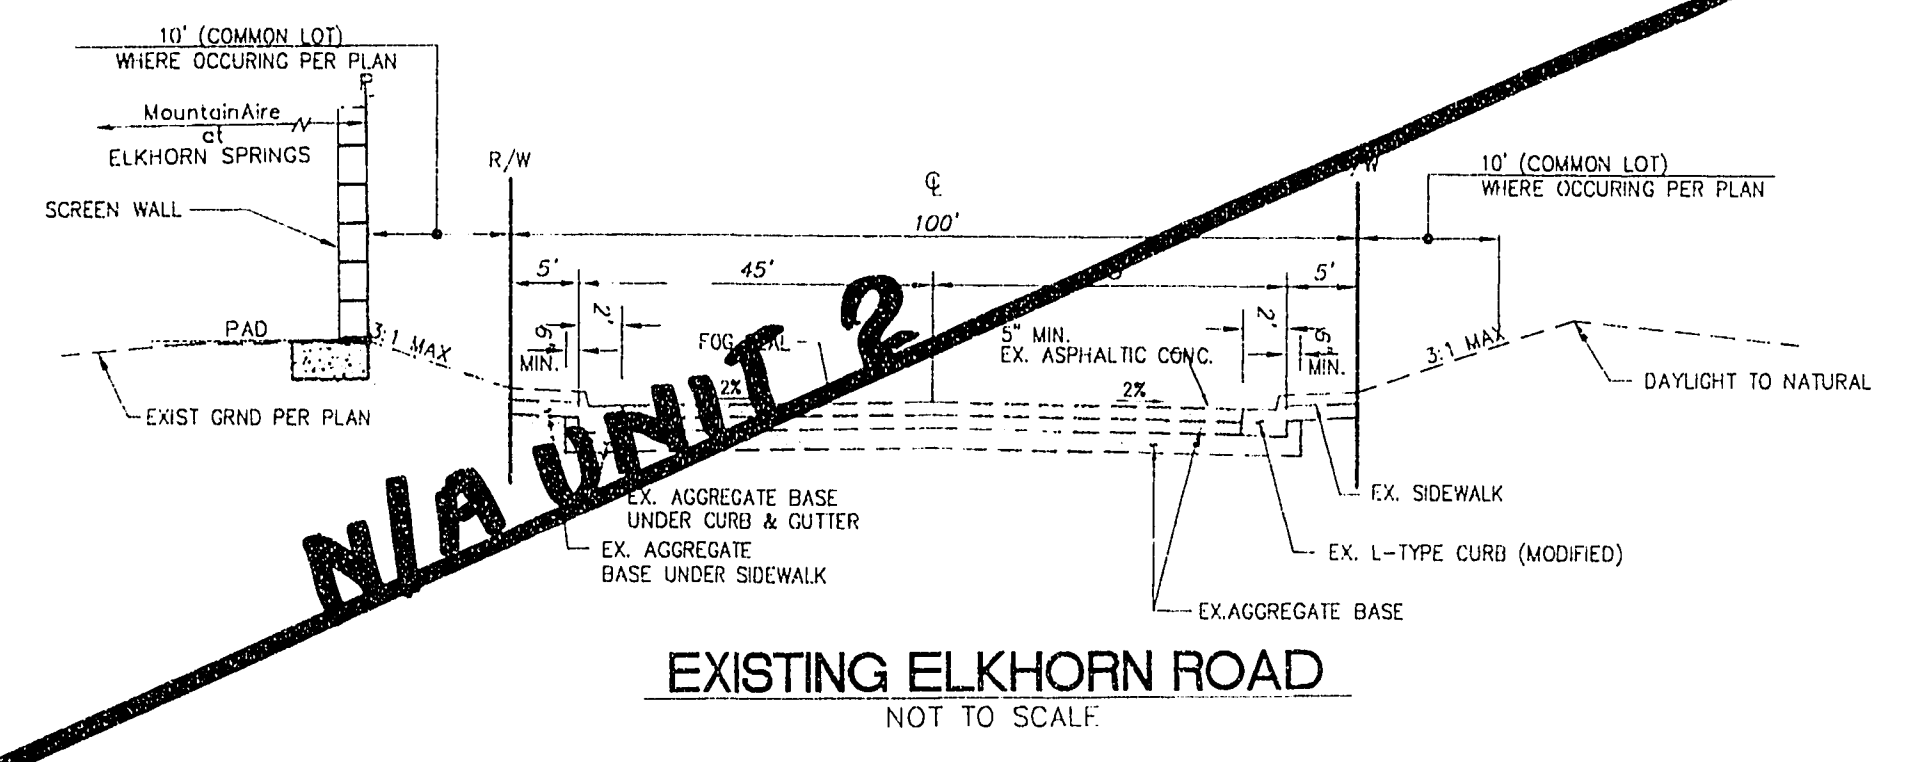 10' (COMMON LOT)
WHERE OCCURING PER PLAN
MountainAire
at
ELKHORN SPRINGS
SCREEN WALL
R/W
℄
100'
10' (COMMON LOT)
WHERE OCCURING PER PLAN
5'
45'
5'
2'
6"
MIN.
2'
6"
MIN.
PAD
3:1 MAX
5" MIN.
EX. ASPHALTIC CONC.
3:1 MAX
2%
2%
DAYLIGHT TO NATURAL
EXIST GRND PER PLAN
N/A UNIT 2
EX. AGGREGATE BASE
UNDER CURB & GUTTER
EX. AGGREGATE
BASE UNDER SIDEWALK
EX. SIDEWALK
EX. L-TYPE CURB (MODIFIED)
EX.AGGREGATE BASE
EXISTING ELKHORN ROAD
NOT TO SCALE